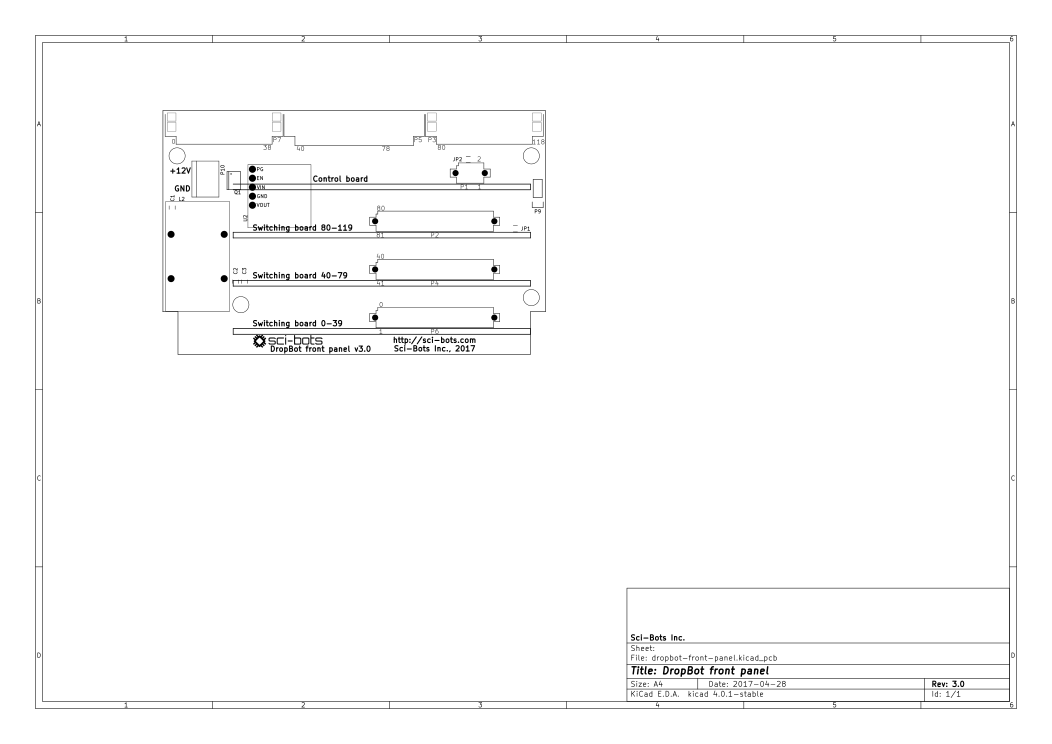 1 2 3 4 5 6
A A
P7 P5 P3
0 38 40 78 80 118
JP2 2
+12V P10 PG
EN
Control board
GND Q1 VIN P1 1
C1 L2 GND
VOUT P9
U2 80
Switching board 80-119 81 P2 JP1
C2 C3 40
Switching board 40-79 41 P4
B B
0
Switching board 0-39 1 P6
sci-bots http://sci-bots.com
DropBot front panel v3.0 Sci-Bots Inc., 2017
C C
Sci-Bots Inc.
Sheet:
D D
File: dropbot-front-panel.kicad_pcb
Title: DropBot front panel
Size: A4 Date: 2017-04-28 Rev: 3.0
KiCad E.D.A. kicad 4.0.1-stable Id: 1/1
1 2 3 4 5 6